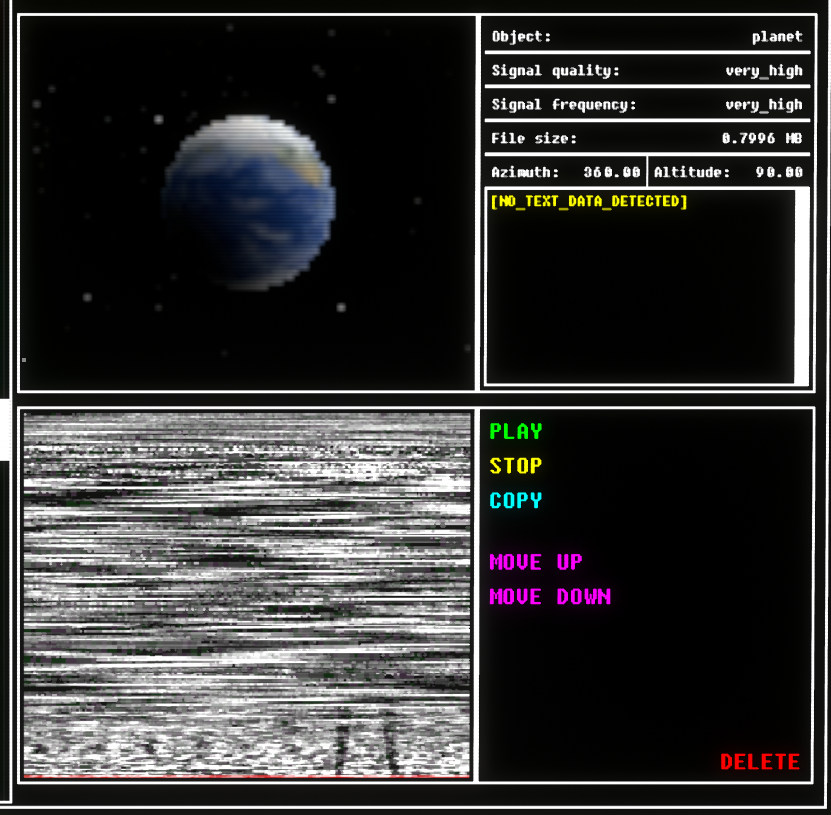 Object: planet
Signal quality: very_high
Signal frequency: very_high
File size: 0.7996 MB
Azimuth: 360.00 Altitude: 90.00
[NO_TEXT_DATA_DETECTED]
PLAY
STOP
COPY
MOVE UP
MOVE DOWN
DELETE